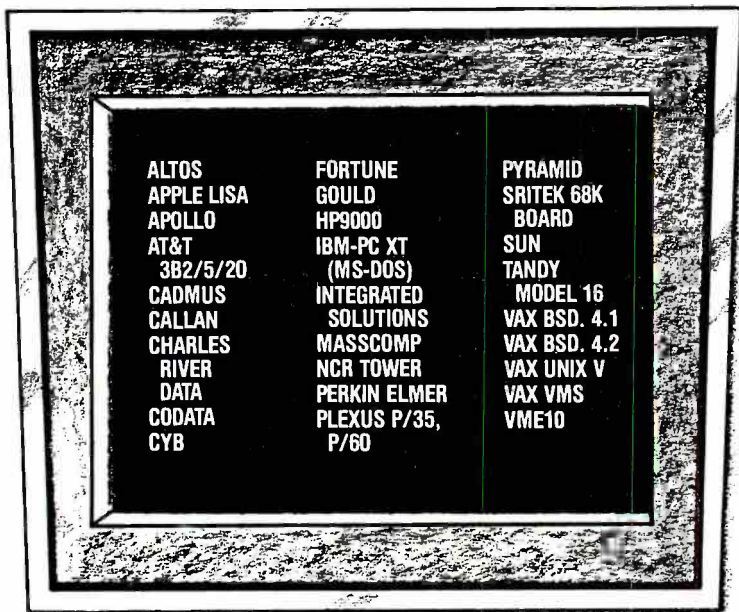 ALTOS
APPLE LISA
APOLLO
AT&T
3B2/5/20
CADMUS
CALLAN
CHARLES
RIVER
DATA
CODATA
CYB
FORTUNE
GOULD
HP9000
IBM-PC XT
(MS-DOS)
INTEGRATED
SOLUTIONS
MASSCOMP
NCR TOWER
PERKIN ELMER
PLEXUS P/35,
P/60
PYRAMID
SRITEK 68K
BOARD
SUN
TANDY
MODEL 16
VAX BSD. 4.1
VAX BSD. 4.2
VAX UNIX V
VAX VMS
VME10